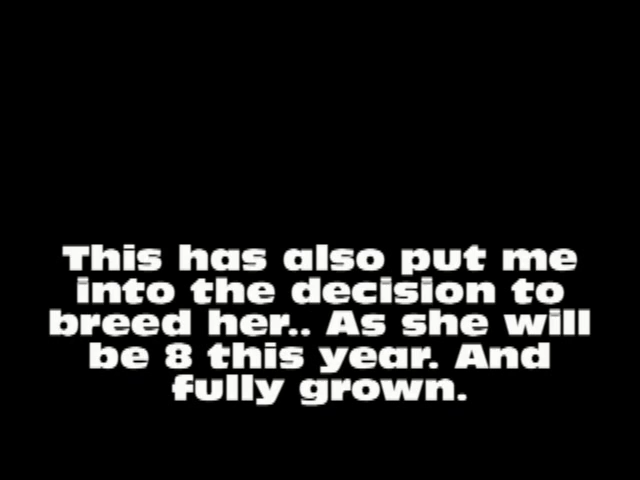 This has also put me
into the decision to
breed her.. As she will
be 8 this year. And
fully grown.